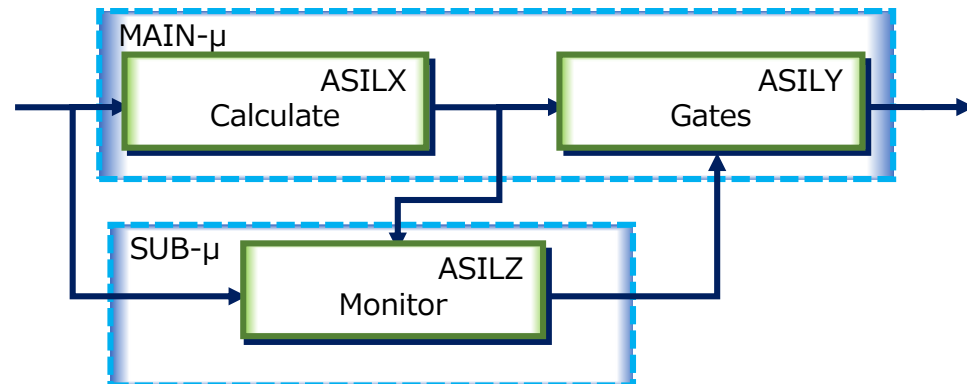 MAIN-μ
ASILX
Calculate
ASILY
Gates
SUB-μ
ASILZ
Monitor